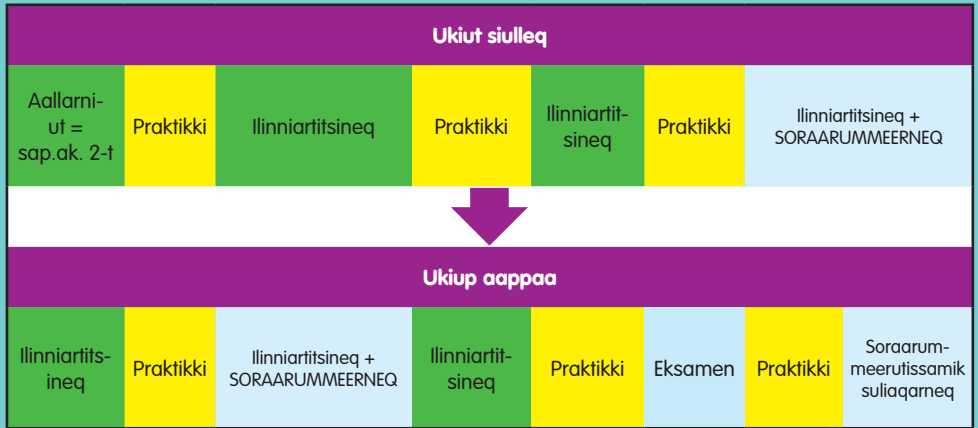 Ukiut siulleq
Aallarni-
ut =
sap.ak. 2-t
Praktikki
Ilinniartitsineq
Praktikki
Ilinniartit-
sineq
Praktikki
Ilinniartitsineq +
SORAARUMMEERNEQ
Ukiup aappaa
Ilinniartits-
ineq
Praktikki
Ilinniartitsineq +
SORAARUMMEERNEQ
Ilinniartit-
sineq
Praktikki
Eksamen
Praktikki
Soraarum-
meerutissamik
suliaqarneq